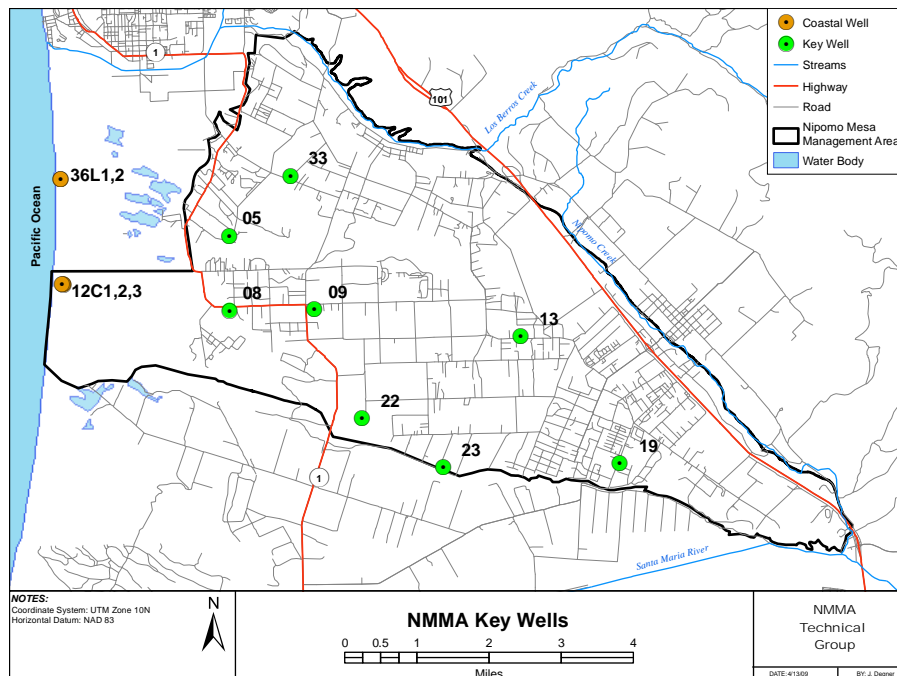 Coastal Well
Key Well
Streams
Highway
Road
Nipomo Mesa
Management Area
Water Body
1
101
Los Berros Creek
33
36L1,2
05
Pacific Ocean
Nipomo Creek
12C1,2,3
08
09
13
22
23
19
1
Santa Maria River
NOTES:
Coordinate System: UTM Zone 10N
Horizontal Datum: NAD 83
N
NMMA Key Wells
0 0.5 1 2 3 4
Miles
NMMA
Technical
Group
DATE:4/13/09 BY: J. Degner